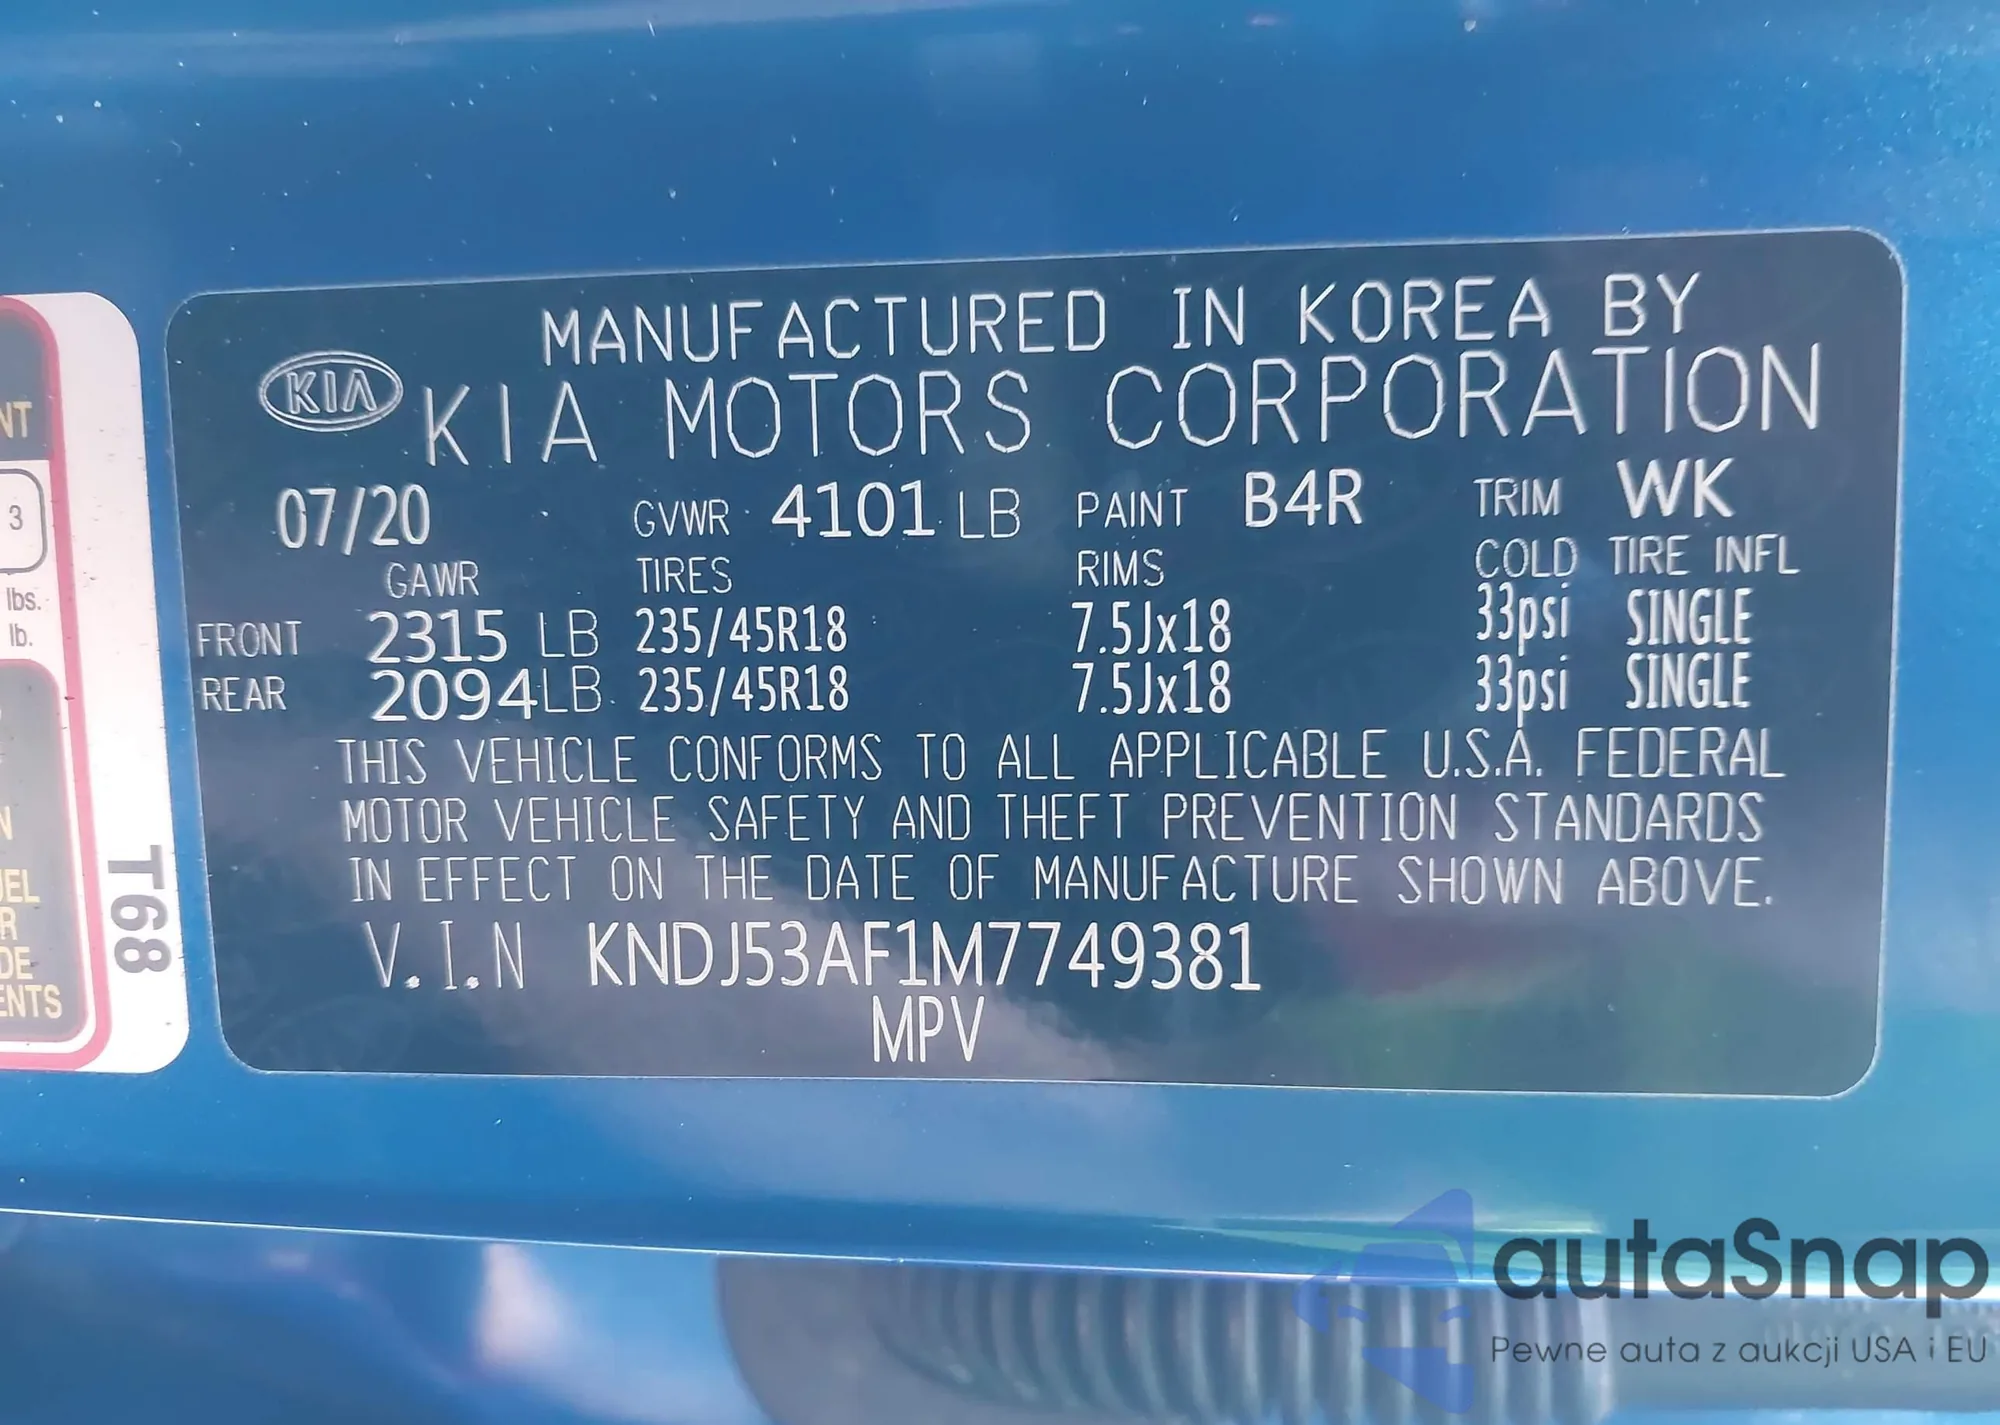 MANUFACTURED IN KOREA BY
KIA
KIA MOTORS CORPORATION
07/20 GVWR 4101 LB PAINT B4R TRIM WK
GAWR TIRES RIMS COLD TIRE INFL
FRONT 2315 LB 235/45R18 7.5Jx18 33psi SINGLE
REAR 2094LB 235/45R18 7.5Jx18 33psi SINGLE
THIS VEHICLE CONFORMS TO ALL APPLICABLE U.S.A. FEDERAL
MOTOR VEHICLE SAFETY AND THEFT PREVENTION STANDARDS
IN EFFECT ON THE DATE OF MANUFACTURE SHOWN ABOVE.
V.I.N KNDJ53AF1M7749381
MPV
3
lbs.
lb.
T68
autaSnap
Pewne auta z aukcji USA i EU